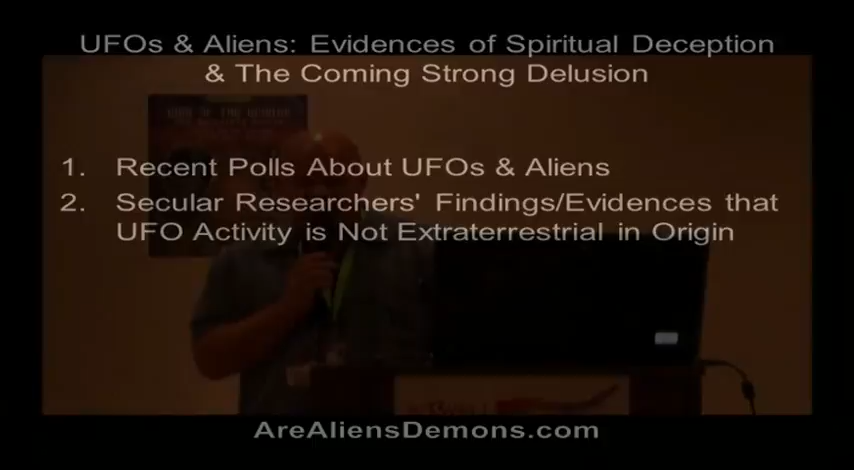 UFOs & Aliens: Evidences of Spiritual Deception
& The Coming Strong Delusion
1. Recent Polls About UFOs & Aliens
2. Secular Researchers' Findings/Evidences that
UFO Activity is Not Extraterrestrial in Origin
AreAliensDemons.com